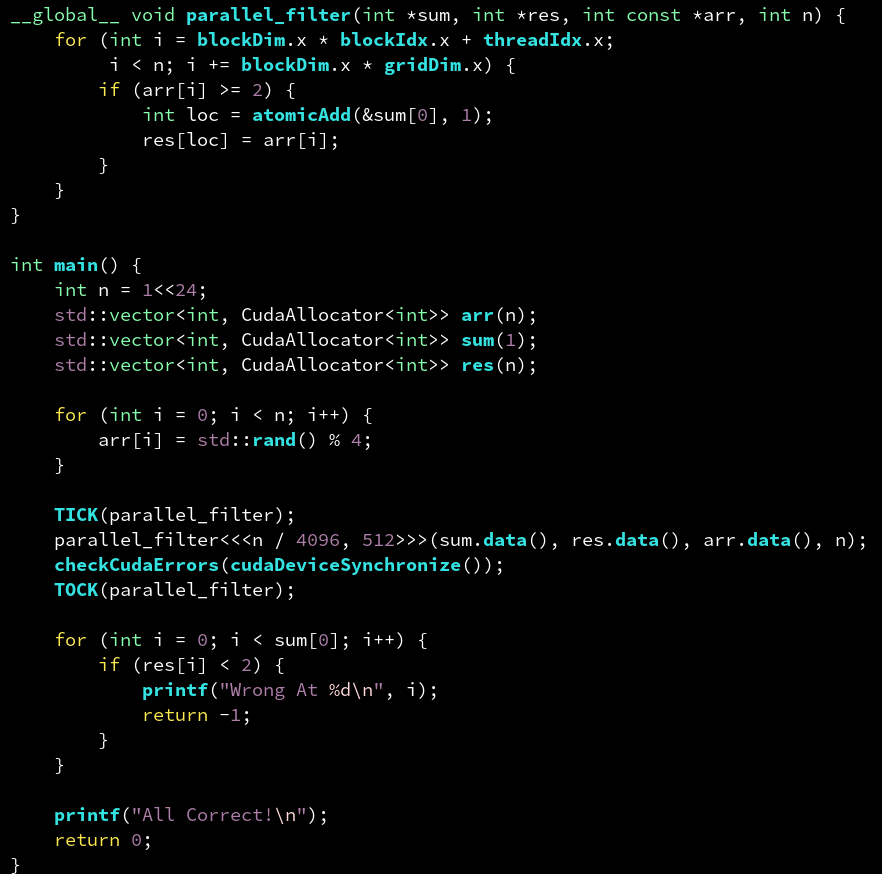 __global__ void parallel_filter(int *sum, int *res, int const *arr, int n) {
    for (int i = blockDim.x * blockIdx.x + threadIdx.x;
         i < n; i += blockDim.x * gridDim.x) {
        if (arr[i] >= 2) {
            int loc = atomicAdd(&sum[0], 1);
            res[loc] = arr[i];
        }
    }
}

int main() {
    int n = 1<<24;
    std::vector<int, CudaAllocator<int>> arr(n);
    std::vector<int, CudaAllocator<int>> sum(1);
    std::vector<int, CudaAllocator<int>> res(n);

    for (int i = 0; i < n; i++) {
        arr[i] = std::rand() % 4;
    }

    TICK(parallel_filter);
    parallel_filter<<<n / 4096, 512>>>(sum.data(), res.data(), arr.data(), n);
    checkCudaErrors(cudaDeviceSynchronize());
    TOCK(parallel_filter);

    for (int i = 0; i < sum[0]; i++) {
        if (res[i] < 2) {
            printf("Wrong At %d\n", i);
            return -1;
        }
    }

    printf("All Correct!\n");
    return 0;
}